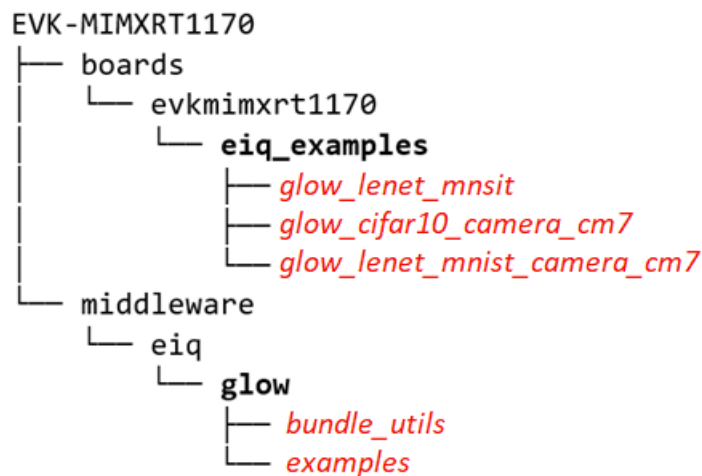 EVK-MIMXRT1170
boards
evkmimxrt1170
eiq_examples
glow_lenet_mnsit
glow_cifar10_camera_cm7
glow_lenet_mnist_camera_cm7
middleware
eiq
glow
bundle_utils
examples